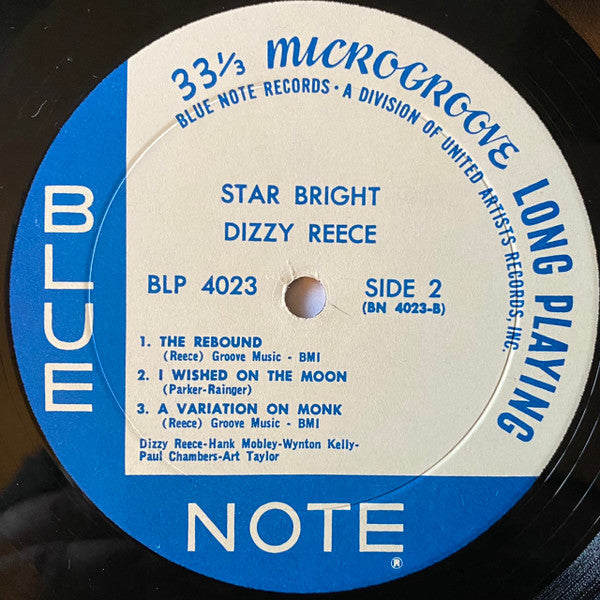 33⅓ MICROGROOVE LONG PLAYING
BLUE NOTE RECORDS • A DIVISION OF UNITED ARTISTS RECORDS, INC.
STAR BRIGHT
DIZZY REECE
BLP 4023
SIDE 2
(BN 4023-B)
1. THE REBOUND
(Reece) Groove Music - BMI
2. I WISHED ON THE MOON
(Parker-Rainger)
3. A VARIATION ON MONK
(Reece) Groove Music - BMI
Dizzy Reece-Hank Mobley-Wynton Kelly-
Paul Chambers-Art Taylor
BLUE
NOTE
®